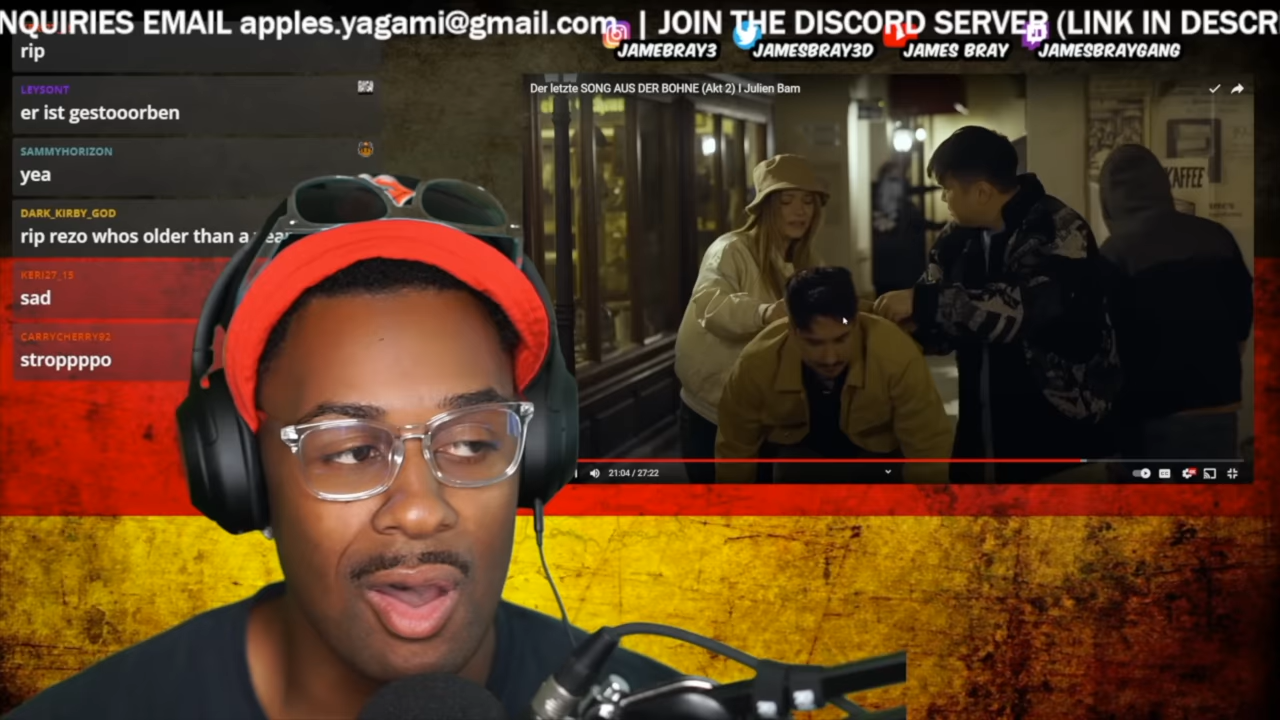 NQUIRIES EMAIL apples.yagami@gmail.com | JOIN THE DISCORD SERVER (LINK IN DESCR
JAMEBRAY3 JAMESBRAY3D JAMES BRAY JAMESBRAYGANG
rip
LEYSONT
er ist gestooorben
SAMMYHORIZON
yea
DARK_KIRBY_GOD
rip rezo whos older than a
KERI27_15
sad
CARRYCHERRY92
stroppppo
Der letzte SONG AUS DER BOHNE (Akt 2) I Julien Bam
KAFFEE
21:04 / 27:22